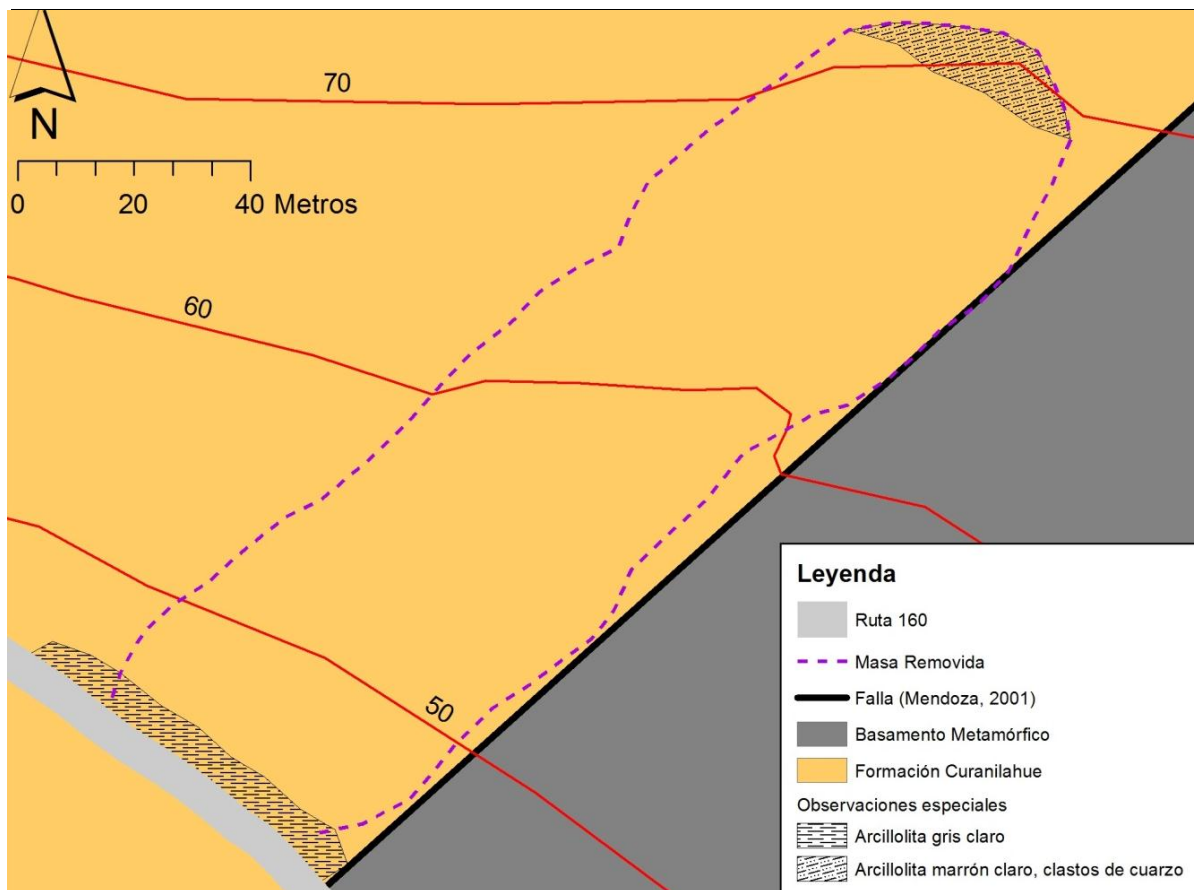 70
N
0 20 40 Metros
60
50
Leyenda
Ruta 160
Masa Removida
Falla (Mendoza, 2001)
Basamento Metamórfico
Formación Curanilahue
Observaciones especiales
Arcillolita gris claro
Arcillolita marrón claro, clastos de cuarzo